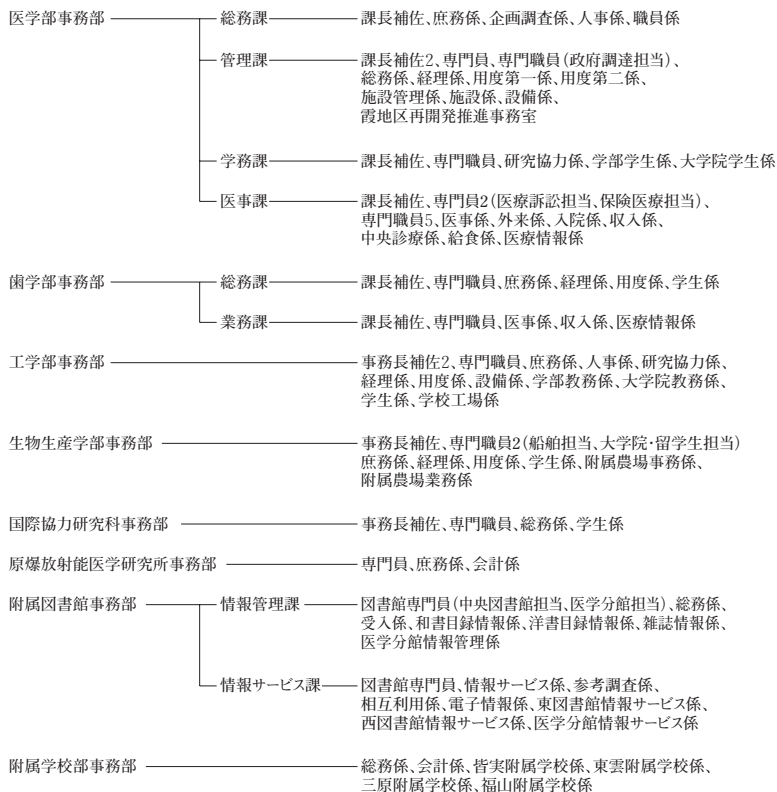 医学部事務部 総務課 課長補佐、庶務係、企画調査係、人事係、職員係
管理課 課長補佐2、専門員、専門職員(政府調達担当)、
総務係、経理係、用度第一係、用度第二係、
施設管理係、施設係、設備係、
霞地区再開発推進事務室
学務課 課長補佐、専門職員、研究協力係、学部学生係、大学院学生係
医事課 課長補佐、専門員2(医療訴訟担当、保険医療担当)、
専門職員5、医事係、外来係、入院係、収入係、
中央診療係、給食係、医療情報係
歯学部事務部 総務課 課長補佐、専門職員、庶務係、経理係、用度係、学生係
業務課 課長補佐、専門職員、医事係、収入係、医療情報係
工学部事務部 事務長補佐2、専門職員、庶務係、人事係、研究協力係、
経理係、用度係、設備係、学部教務係、大学院教務係、
学生係、学校工場係
生物生産学部事務部 事務長補佐、専門職員2(船舶担当、大学院・留学生担当)
庶務係、経理係、用度係、学生係、附属農場事務係、
附属農場業務係
国際協力研究科事務部 事務長補佐、専門職員、総務係、学生係
原爆放射能医学研究所事務部 専門員、庶務係、会計係
附属図書館事務部 情報管理課 図書館専門員(中央図書館担当、医学分館担当)、総務係、
受入係、和書目録情報係、洋書目録情報係、雑誌情報係、
医学分館情報管理係
情報サービス課 図書館専門員、情報サービス係、参考調査係、
相互利用係、電子情報係、東図書館情報サービス係、
西図書館情報サービス係、医学分館情報サービス係
附属学校部事務部 総務係、会計係、皆実附属学校係、東雲附属学校係、
三原附属学校係、福山附属学校係